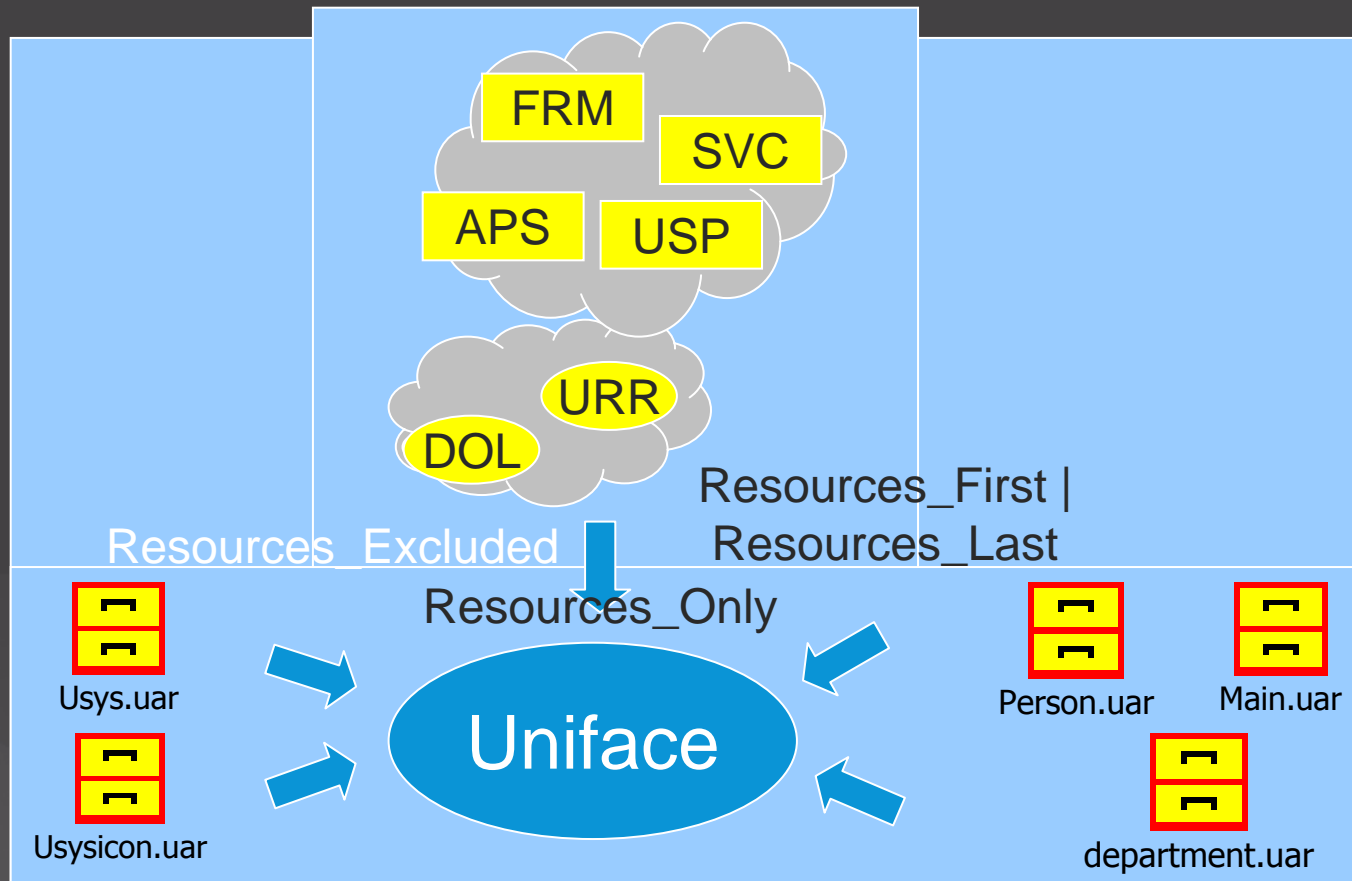 FRM
SVC
APS
USP
URR
DOL
Resources_First |
Resources_Last
Resources_Excluded
Resources_Only
Usys.uar
Person.uar
Main.uar
Uniface
Usysicon.uar
department.uar